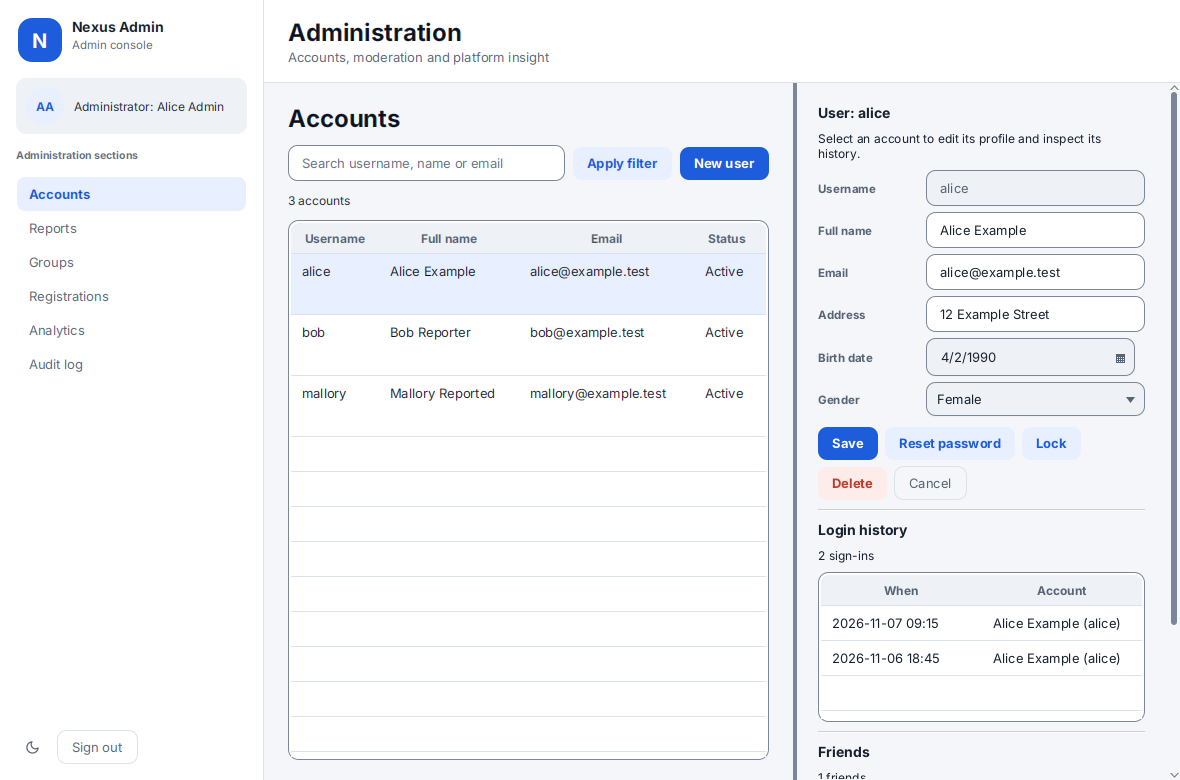 N
Nexus Admin
Admin console
AA
Administrator: Alice Admin
Administration sections
Accounts
Reports
Groups
Registrations
Analytics
Audit log
Sign out
Administration
Accounts, moderation and platform insight
Accounts
Search username, name or email
Apply filter
New user
3 accounts
Username Full name Email Status
alice Alice Example alice@example.test Active
bob Bob Reporter bob@example.test Active
mallory Mallory Reported mallory@example.test Active
User: alice
Select an account to edit its profile and inspect its
history.
Username alice
Full name Alice Example
Email alice@example.test
Address 12 Example Street
Birth date 4/2/1990
Gender Female
Save Reset password Lock
Delete Cancel
Login history
2 sign-ins
When Account
2026-11-07 09:15 Alice Example (alice)
2026-11-06 18:45 Alice Example (alice)
Friends
1 friends